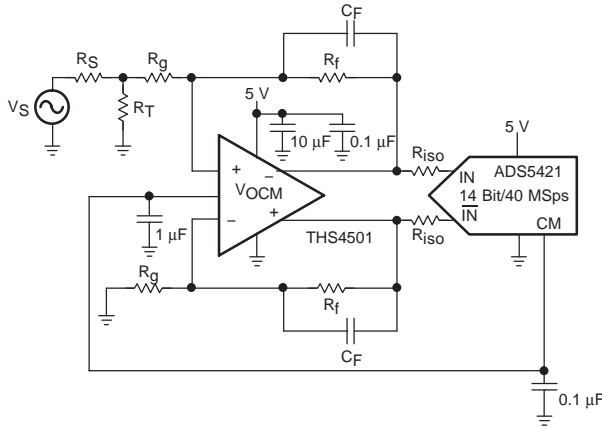 CF
RS
Rg
Rf
VS
RT
5 V
10 µF
0.1 µF
Riso
5 V
+
−
VOCM
−
+
IN
ADS5421
14 Bit/40 MSps
IN
CM
1 µF
THS4501
Riso
Rg
Rf
CF
0.1 µF